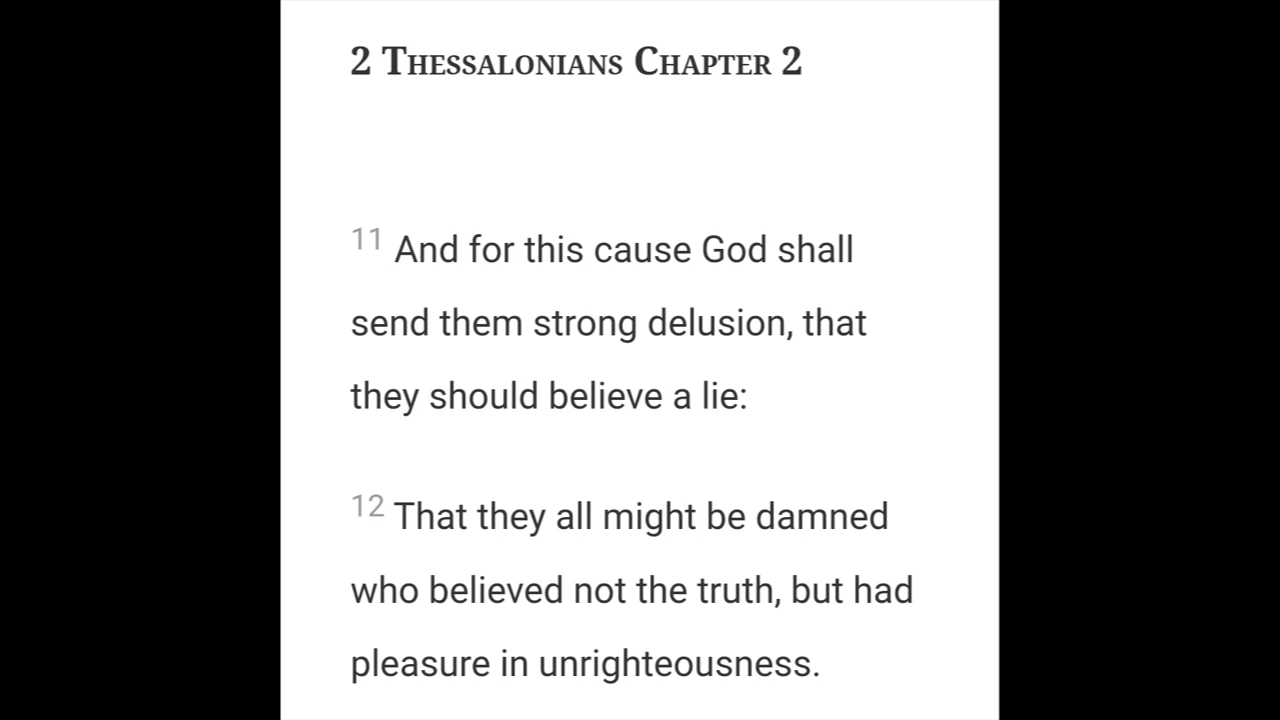 2 Thessalonians Chapter 2
11 And for this cause God shall
send them strong delusion, that
they should believe a lie:
12 That they all might be damned
who believed not the truth, but had
pleasure in unrighteousness.